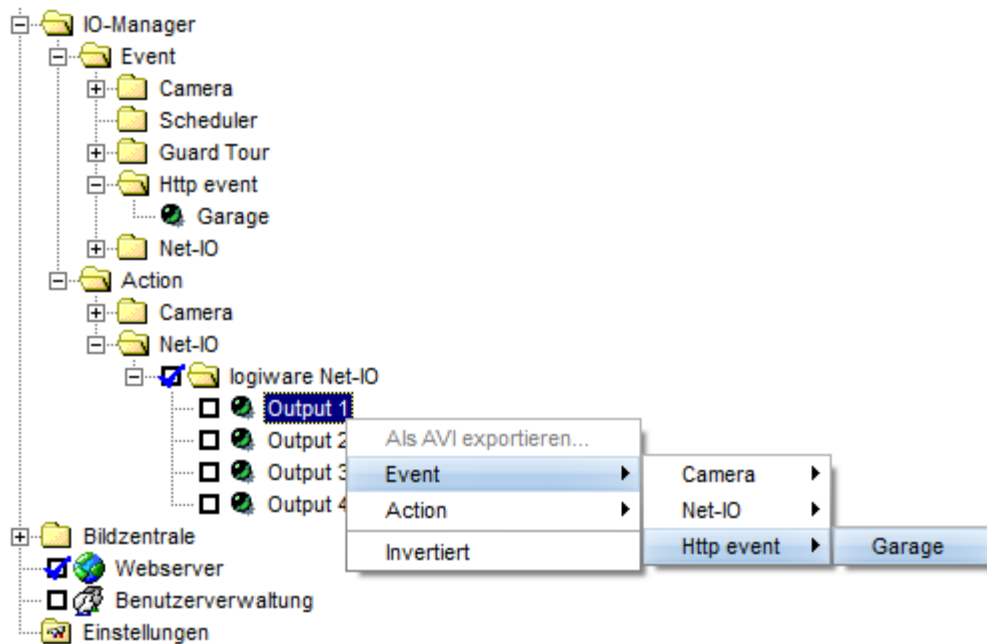 IO-Manager
Event
Camera
Scheduler
Guard Tour
Http event
Garage
Net-IO
Action
Camera
Net-IO
logiware Net-IO
Output 1
Output 2
Output 3
Output 4
Als AVI exportieren...
Event
Action
Invertiert
Camera
Net-IO
Http event
Garage
Bildzentrale
Webserver
Benutzerverwaltung
Einstellungen